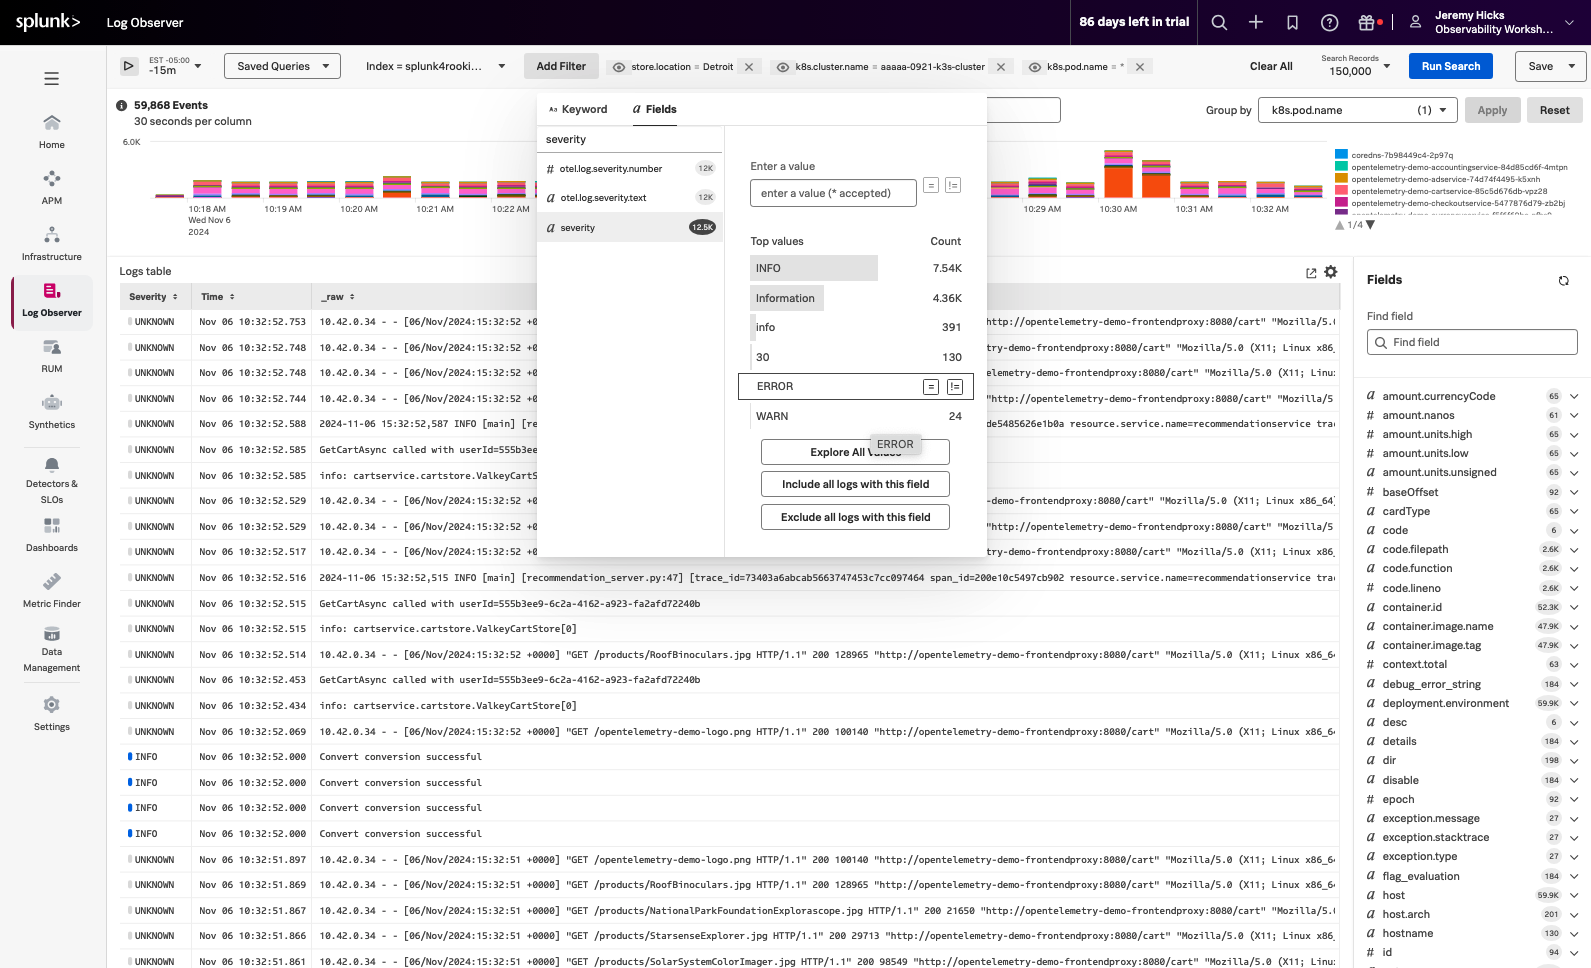 splunk>
Log Observer
86 days left in trial
Jeremy Hicks
Observability Worksh...
EST -05:00
-15m
Saved Queries
Index = splunk4rooki...
Add Filter
store.location = Detroit
k8s.cluster.name = aaaaa-0921-k3s-cluster
k8s.pod.name = *
Clear All
Search Records
150,000
Run Search
Save
Home
APM
Infrastructure
Log Observer
RUM
Synthetics
Detectors &
SLOs
Dashboards
Metric Finder
Data
Management
Settings
59,868 Events
30 seconds per column
Group by
k8s.pod.name (1)
Apply
Reset
6.0K
10:18 AM
Wed Nov 6
2024
10:19 AM
10:20 AM
10:21 AM
10:22 AM
10:29 AM
10:30 AM
10:31 AM
10:32 AM
coredns-7b98449c4-2p97q
opentelemetry-demo-accountingservice-84d85cd6f-4mtpn
opentelemetry-demo-adservice-74d74f4495-k5xnh
opentelemetry-demo-cartservice-85c5d676db-vpz28
opentelemetry-demo-checkoutservice-5477876d79-zb2bj
1/4
Aa Keyword
a Fields
severity
# otel.log.severity.number 12K
a otel.log.severity.text 12K
a severity 12.5K
Enter a value
enter a value (* accepted)
= !=
Top values Count
INFO 7.54K
Information 4.36K
info 391
30 130
ERROR = !=
WARN 24
ERROR
Explore All Values
Include all logs with this field
Exclude all logs with this field
Logs table
Severity Time _raw
UNKNOWN Nov 06 10:32:52.753 10.42.0.34 - - [06/Nov/2024:15:32:52 +0 http://opentelemetry-demo-frontendproxy:8080/cart" "Mozilla/5.0
UNKNOWN Nov 06 10:32:52.748 10.42.0.34 - - [06/Nov/2024:15:32:52 +0 try-demo-frontendproxy:8080/cart" "Mozilla/5.0 (X11; Linux x86_
UNKNOWN Nov 06 10:32:52.748 10.42.0.34 - - [06/Nov/2024:15:32:52 +0 try-demo-frontendproxy:8080/cart" "Mozilla/5.0 (X11; Linux
UNKNOWN Nov 06 10:32:52.744 10.42.0.34 - - [06/Nov/2024:15:32:52 +0 http://opentelemetry-demo-frontendproxy:8080/cart" "Mozilla/5
UNKNOWN Nov 06 10:32:52.588 2024-11-06 15:32:52,587 INFO [main] [re de5485626e1b0a resource.service.name=recommendationservice trac
UNKNOWN Nov 06 10:32:52.585 GetCartAsync called with userId=555b3ee
UNKNOWN Nov 06 10:32:52.585 info: cartservice.cartstore.ValkeyCartS
UNKNOWN Nov 06 10:32:52.529 10.42.0.34 - - [06/Nov/2024:15:32:52 +0 emetry-demo-frontendproxy:8080/" "Mozilla/5.0 (X11; Linux x86_64)
UNKNOWN Nov 06 10:32:52.529 10.42.0.34 - - [06/Nov/2024:15:32:52 +0 http://opentelemetry-demo-frontendproxy:8080/cart" "Mozilla/5
UNKNOWN Nov 06 10:32:52.517 10.42.0.34 - - [06/Nov/2024:15:32:52 +0 try-demo-frontendproxy:8080/cart" "Mozilla/5.0 (X11; Linux x86_
UNKNOWN Nov 06 10:32:52.516 2024-11-06 15:32:52,515 INFO [main] [recommendation_server.py:47] [trace_id=73403a6abcab5663747453c7cc097464 span_id=200e10c5497cb902 resource.service.name=recommendationservice trac
UNKNOWN Nov 06 10:32:52.515 GetCartAsync called with userId=555b3ee9-6c2a-4162-a923-fa2afd72240b
UNKNOWN Nov 06 10:32:52.515 info: cartservice.cartstore.ValkeyCartStore[0]
UNKNOWN Nov 06 10:32:52.514 10.42.0.34 - - [06/Nov/2024:15:32:52 +0000] "GET /products/RoofBinoculars.jpg HTTP/1.1" 200 128965 "http://opentelemetry-demo-frontendproxy:8080/cart" "Mozilla/5.0 (X11; Linux x86_6
UNKNOWN Nov 06 10:32:52.453 GetCartAsync called with userId=555b3ee9-6c2a-4162-a923-fa2afd72240b
UNKNOWN Nov 06 10:32:52.434 info: cartservice.cartstore.ValkeyCartStore[0]
UNKNOWN Nov 06 10:32:52.069 10.42.0.34 - - [06/Nov/2024:15:32:52 +0000] "GET /opentelemetry-demo-logo.png HTTP/1.1" 200 100140 "http://opentelemetry-demo-frontendproxy:8080/cart" "Mozilla/5.0 (X11; Linux x86_6
INFO Nov 06 10:32:52.000 Convert conversion successful
INFO Nov 06 10:32:52.000 Convert conversion successful
INFO Nov 06 10:32:52.000 Convert conversion successful
INFO Nov 06 10:32:52.000 Convert conversion successful
UNKNOWN Nov 06 10:32:51.897 10.42.0.34 - - [06/Nov/2024:15:32:51 +0000] "GET /opentelemetry-demo-logo.png HTTP/1.1" 200 100140 "http://opentelemetry-demo-frontendproxy:8080/cart" "Mozilla/5.0 (X11; Linux x86_6
UNKNOWN Nov 06 10:32:51.869 10.42.0.34 - - [06/Nov/2024:15:32:51 +0000] "GET /products/RoofBinoculars.jpg HTTP/1.1" 200 128965 "http://opentelemetry-demo-frontendproxy:8080/cart" "Mozilla/5.0 (X11; Linux x86_6
UNKNOWN Nov 06 10:32:51.867 10.42.0.34 - - [06/Nov/2024:15:32:51 +0000] "GET /products/NationalParkFoundationExplorascope.jpg HTTP/1.1" 200 21650 "http://opentelemetry-demo-frontendproxy:8080/cart" "Mozilla/5.0
UNKNOWN Nov 06 10:32:51.866 10.42.0.34 - - [06/Nov/2024:15:32:51 +0000] "GET /products/StarsenseExplorer.jpg HTTP/1.1" 200 29713 "http://opentelemetry-demo-frontendproxy:8080/cart" "Mozilla/5.0 (X11; Linux x86_
UNKNOWN Nov 06 10:32:51.861 10.42.0.34 - - [06/Nov/2024:15:32:51 +0000] "GET /products/SolarSystemColorImager.jpg HTTP/1.1" 200 98549 "http://opentelemetry-demo-frontendproxy:8080/cart" "Mozilla/5.0 (X11; Linux
Fields
Find field
Find field
a amount.currencyCode 65
# amount.nanos 61
# amount.units.high 65
# amount.units.low 65
a amount.units.unsigned 65
# baseOffset 92
a cardType 65
# code 6
a code.filepath 2.6K
a code.function 2.6K
# code.lineno 2.6K
a container.id 52.3K
a container.image.name 47.9K
a container.image.tag 47.9K
# context.total 63
a debug_error_string 184
a deployment.environment 59.9K
a desc 6
a details 184
a dir 198
a disable 184
# epoch 92
a exception.message 27
a exception.stacktrace 27
a exception.type 27
a flag_evaluation 184
a host 59.9K
a host.arch 201
a hostname 130
# id 94